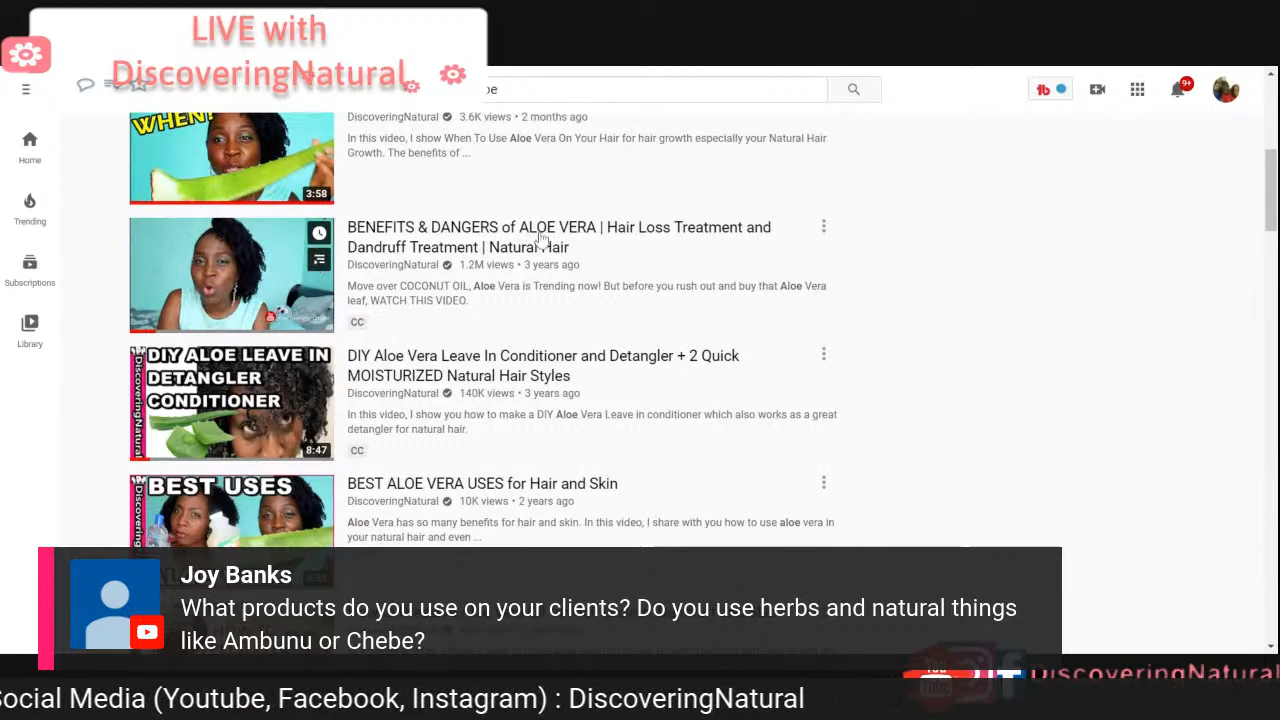 LIVE with
DiscoveringNatural
oe
9+
WHEN?
3:58
DiscoveringNatural 3.6K views • 2 months ago
In this video, I show When To Use Aloe Vera On Your Hair for hair growth especially your Natural Hair
Growth. The benefits of ...
Home
Trending
Subscriptions
Library
BENEFITS & DANGERS of ALOE VERA | Hair Loss Treatment and
Dandruff Treatment | Natural Hair
DiscoveringNatural 1.2M views • 3 years ago
Move over COCONUT OIL, Aloe Vera is Trending now! But before you rush out and buy that Aloe Vera
leaf, WATCH THIS VIDEO.
CC
DIY ALOE LEAVE IN
DETANGLER
CONDITIONER
DiscoveringNatural
8:47
DIY Aloe Vera Leave In Conditioner and Detangler + 2 Quick
MOISTURIZED Natural Hair Styles
DiscoveringNatural 140K views • 3 years ago
In this video, I show you how to make a DIY Aloe Vera Leave in conditioner which also works as a great
detangler for natural hair.
CC
BEST USES
DiscoveringNatural
BEST ALOE VERA USES for Hair and Skin
DiscoveringNatural 10K views • 2 years ago
Aloe Vera has so many benefits for hair and skin. In this video, I share with you how to use aloe vera in
your natural hair and even ...
Joy Banks
What products do you use on your clients? Do you use herbs and natural things
like Ambunu or Chebe?
DiscoveringNatural
Social Media (Youtube, Facebook, Instagram) : DiscoveringNatural